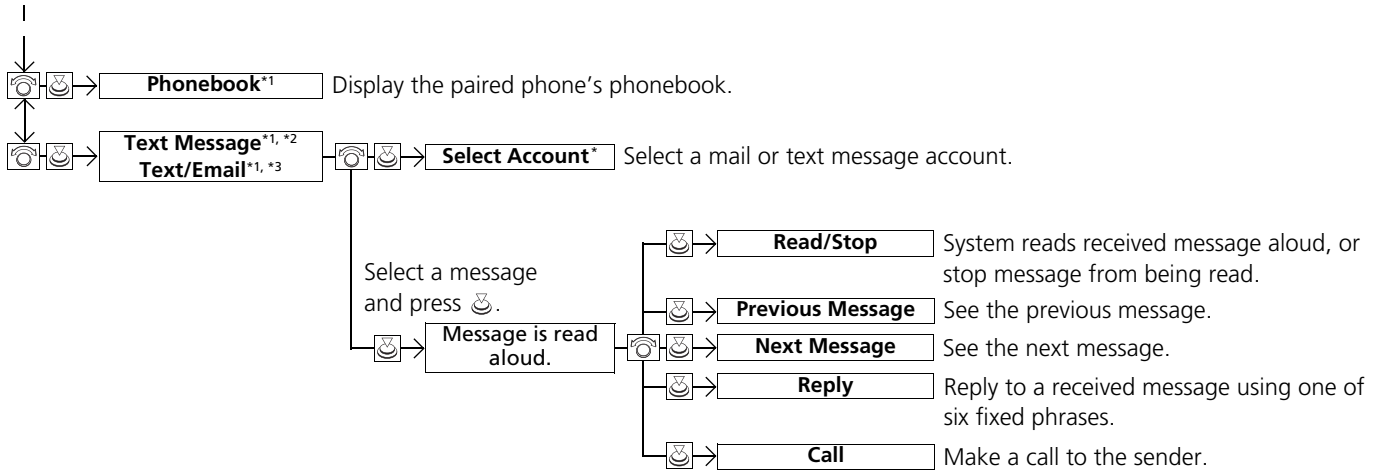 Phonebook*1 Display the paired phone's phonebook.
Text Message*1, *2
Text/Email*1, *3
Select Account* Select a mail or text message account.
Select a message
and press .
Message is read
aloud.
Read/Stop System reads received message aloud, or
stop message from being read.
Previous Message See the previous message.
Next Message See the next message.
Reply Reply to a received message using one of
six fixed phrases.
Call Make a call to the sender.